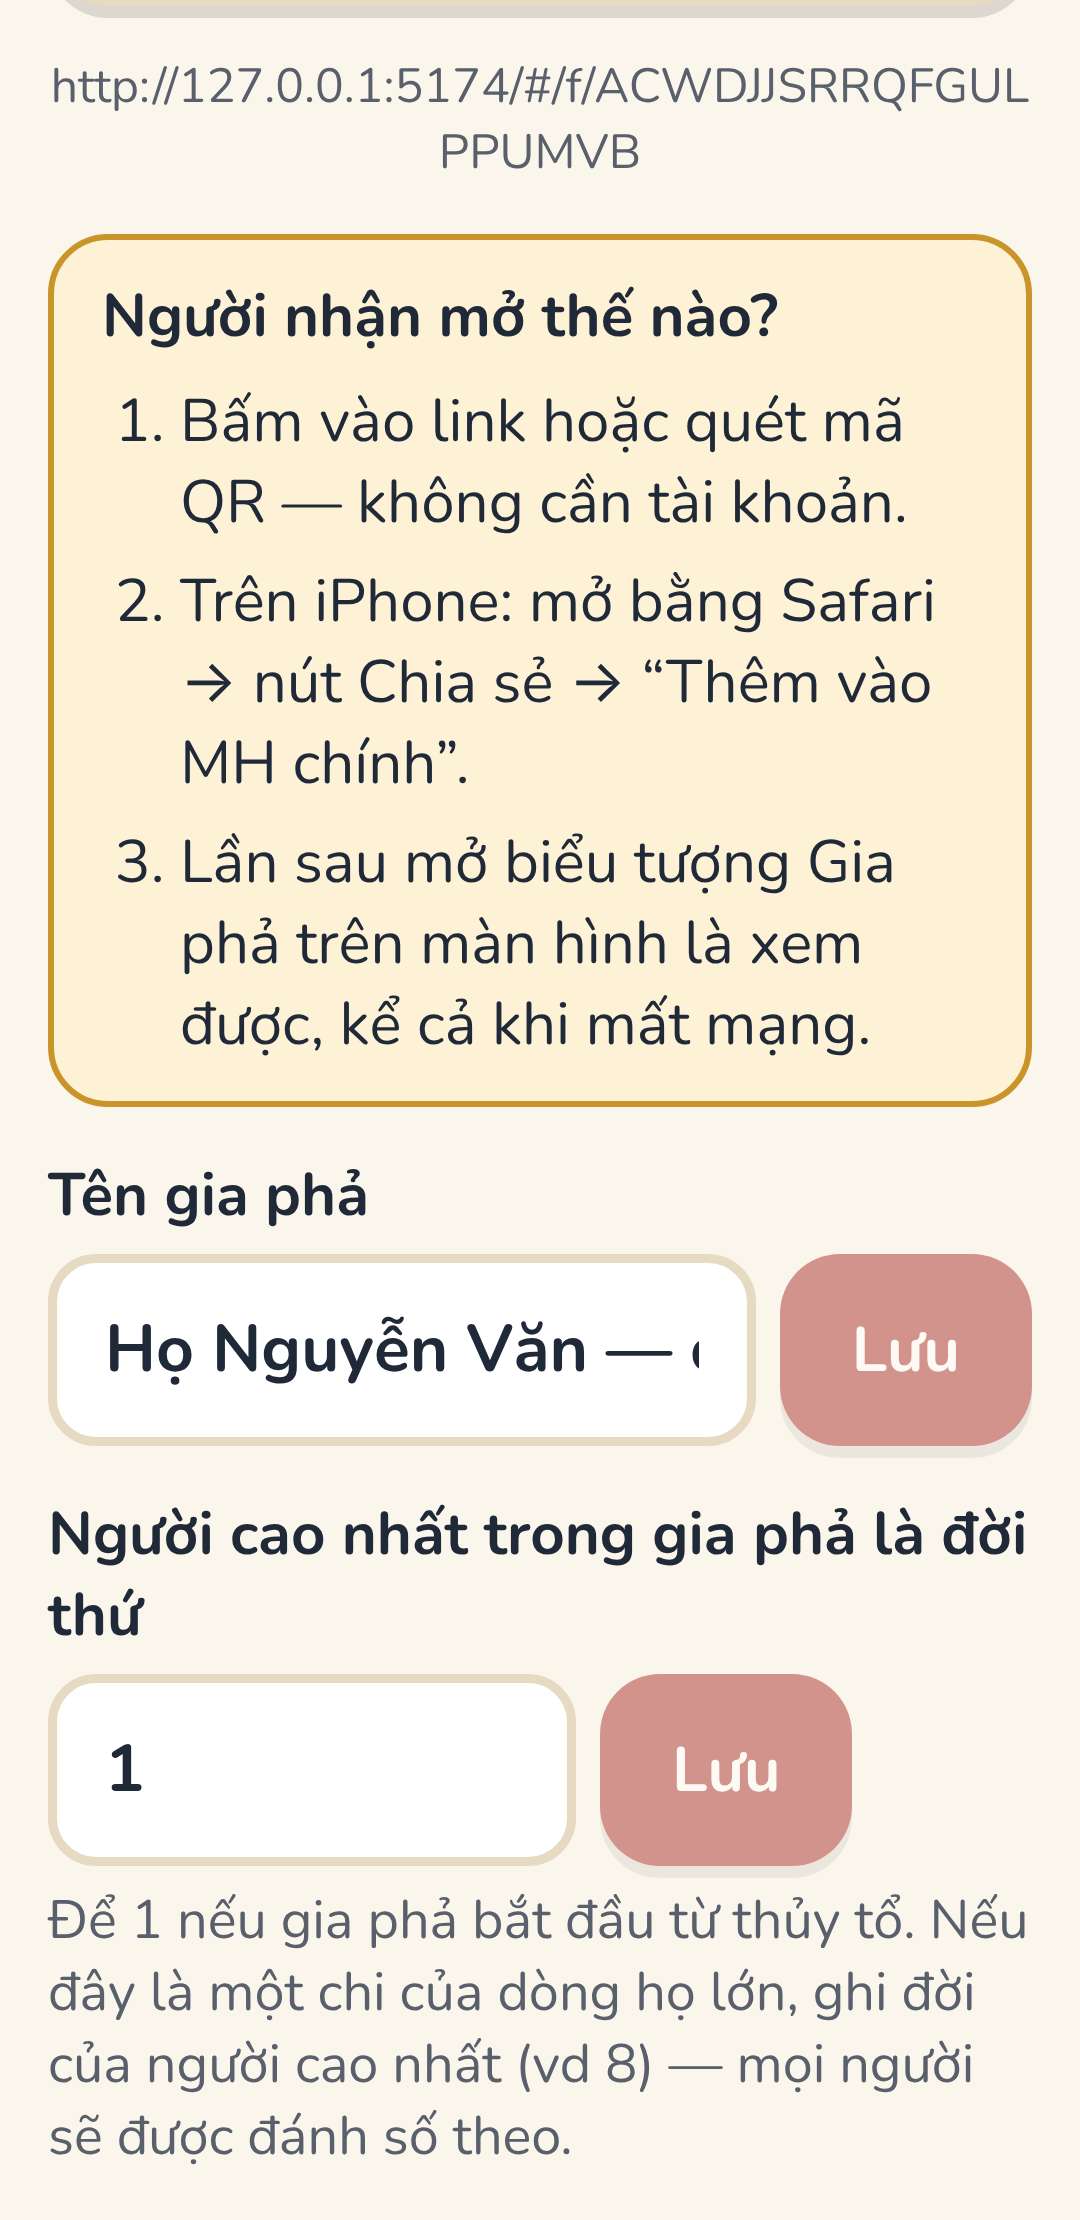 http://127.0.0.1:5174/#/f/ACWDJJSRRQFGUL
PPUMVB
Người nhận mở thế nào?
1. Bấm vào link hoặc quét mã
QR — không cần tài khoản.
2. Trên iPhone: mở bằng Safari
→ nút Chia sẻ → “Thêm vào
MH chính”.
3. Lần sau mở biểu tượng Gia
phả trên màn hình là xem
được, kể cả khi mất mạng.
Tên gia phả
Họ Nguyễn Văn —
Lưu
Người cao nhất trong gia phả là đời
thứ
1
Lưu
Để 1 nếu gia phả bắt đầu từ thủy tổ. Nếu
đây là một chi của dòng họ lớn, ghi đời
của người cao nhất (vd 8) — mọi người
sẽ được đánh số theo.